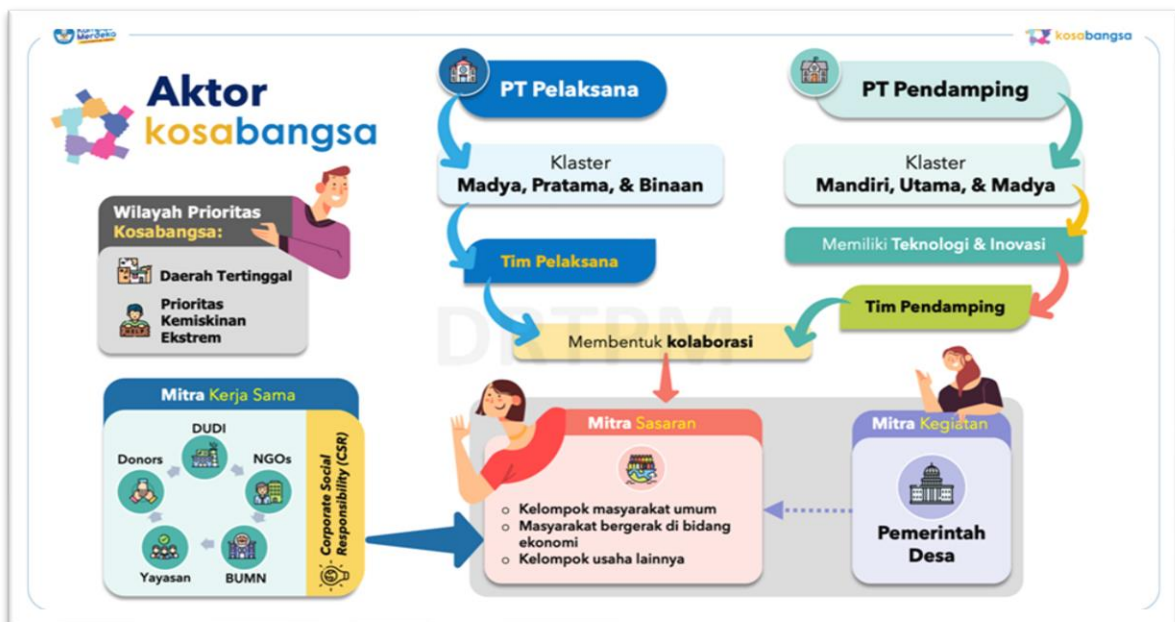 Merdeka
kosabangsa
Aktor
kosabangsa
PT Pelaksana
PT Pendamping
Klaster
Madya, Pratama, & Binaan
Klaster
Mandiri, Utama, & Madya
Wilayah Prioritas
Kosabangsa:
Daerah Tertinggal
Prioritas
Kemiskinan
Ekstrem
HELP
Tim Pelaksana
Memiliki Teknologi & Inovasi
Tim Pendamping
DRTPM
Membentuk kolaborasi
Mitra Kerja Sama
DUDI
Donors
NGOs
Yayasan
BUMN
Corporate Social
Responsibility (CSR)
Mitra Sasaran
Kelompok masyarakat umum
Masyarakat bergerak di bidang
ekonomi
Kelompok usaha lainnya
Mitra Kegiatan
Pemerintah
Desa